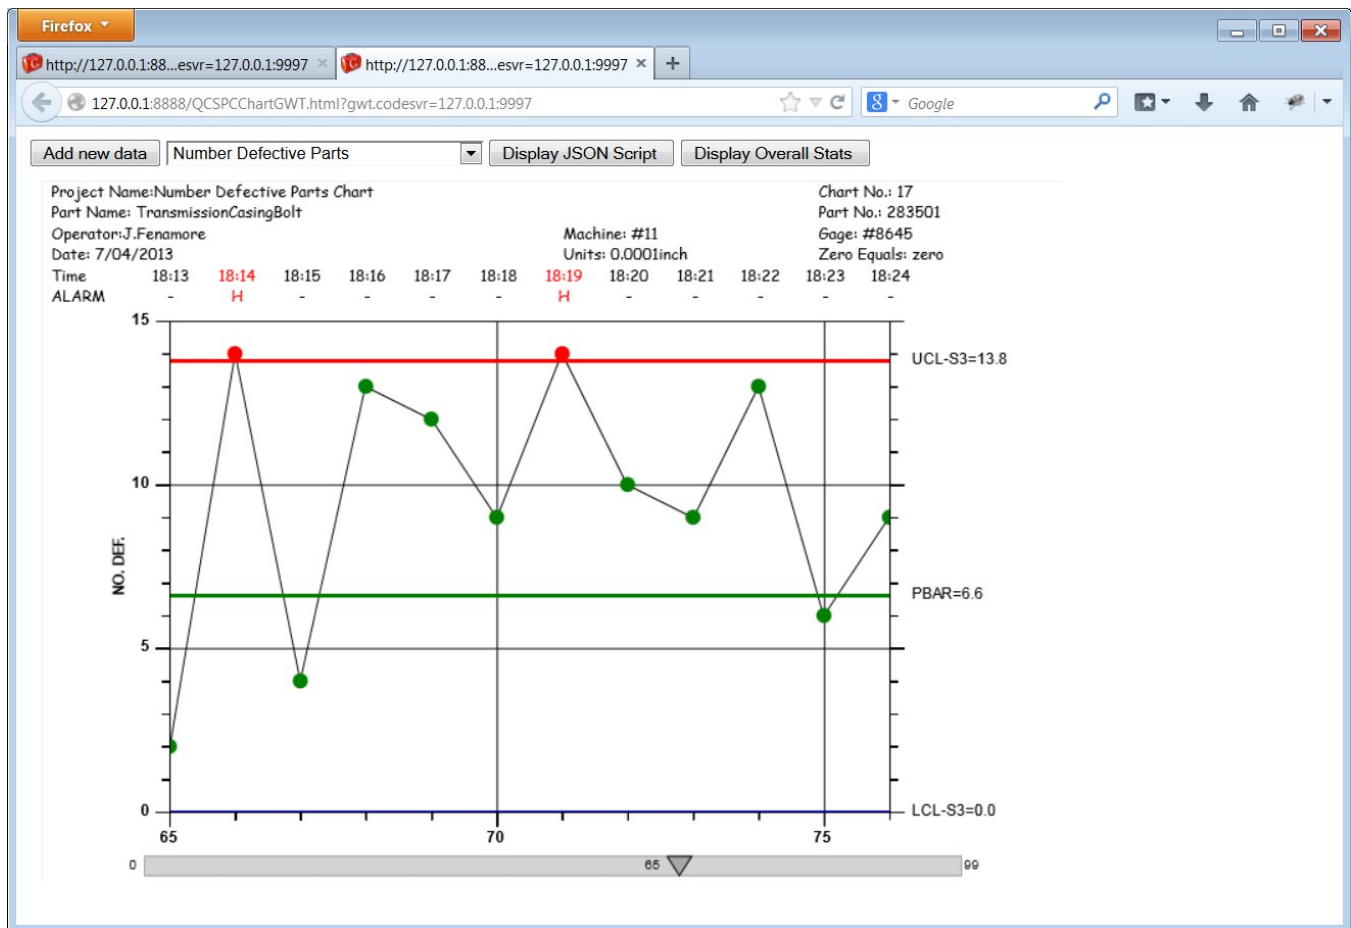 Firefox
http://127.0.0.1:88...esvr=127.0.0.1:9997 × http://127.0.0.1:88...esvr=127.0.0.1:9997 × +
127.0.0.1:8888/QCSPCChartGWT.html?gwt.codesvr=127.0.0.1:9997 8 Google
Add new data Number Defective Parts Display JSON Script Display Overall Stats
Project Name:Number Defective Parts Chart Chart No.: 17
Part Name: TransmissionCasingBolt Part No.: 283501
Operator:J.Fenamore Machine: #11 Gage: #8645
Date: 7/04/2013 Units: 0.0001inch Zero Equals: zero
Time 18:13 18:14 18:15 18:16 18:17 18:18 18:19 18:20 18:21 18:22 18:23 18:24
ALARM - H - - - - H - - - - -
15
UCL-S3=13.8
10
NO. DEF.
PBAR=6.6
5
0 LCL-S3=0.0
65 70 75
0 65 99